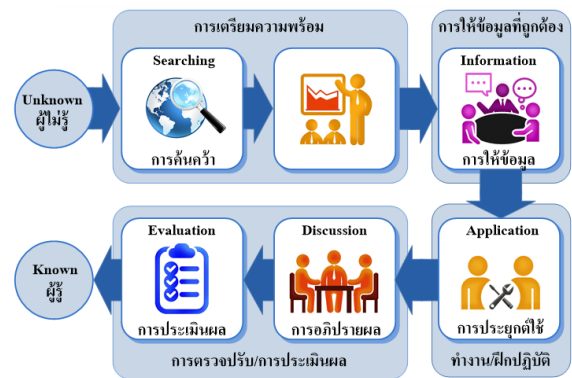 การเตรียมความพร้อม
การให้ข้อมูลที่ถูกต้อง
Unknown
ผู้ไม่รู้
Searching
การค้นคว้า
Information
การให้ข้อมูล
Known
ผู้รู้
Evaluation
การประเมินผล
Discussion
การอภิปรายผล
Application
การประยุกต์ใช้
การตรวจปรับ/การประเมินผล
ทำงาน/ฝึกปฏิบัติ